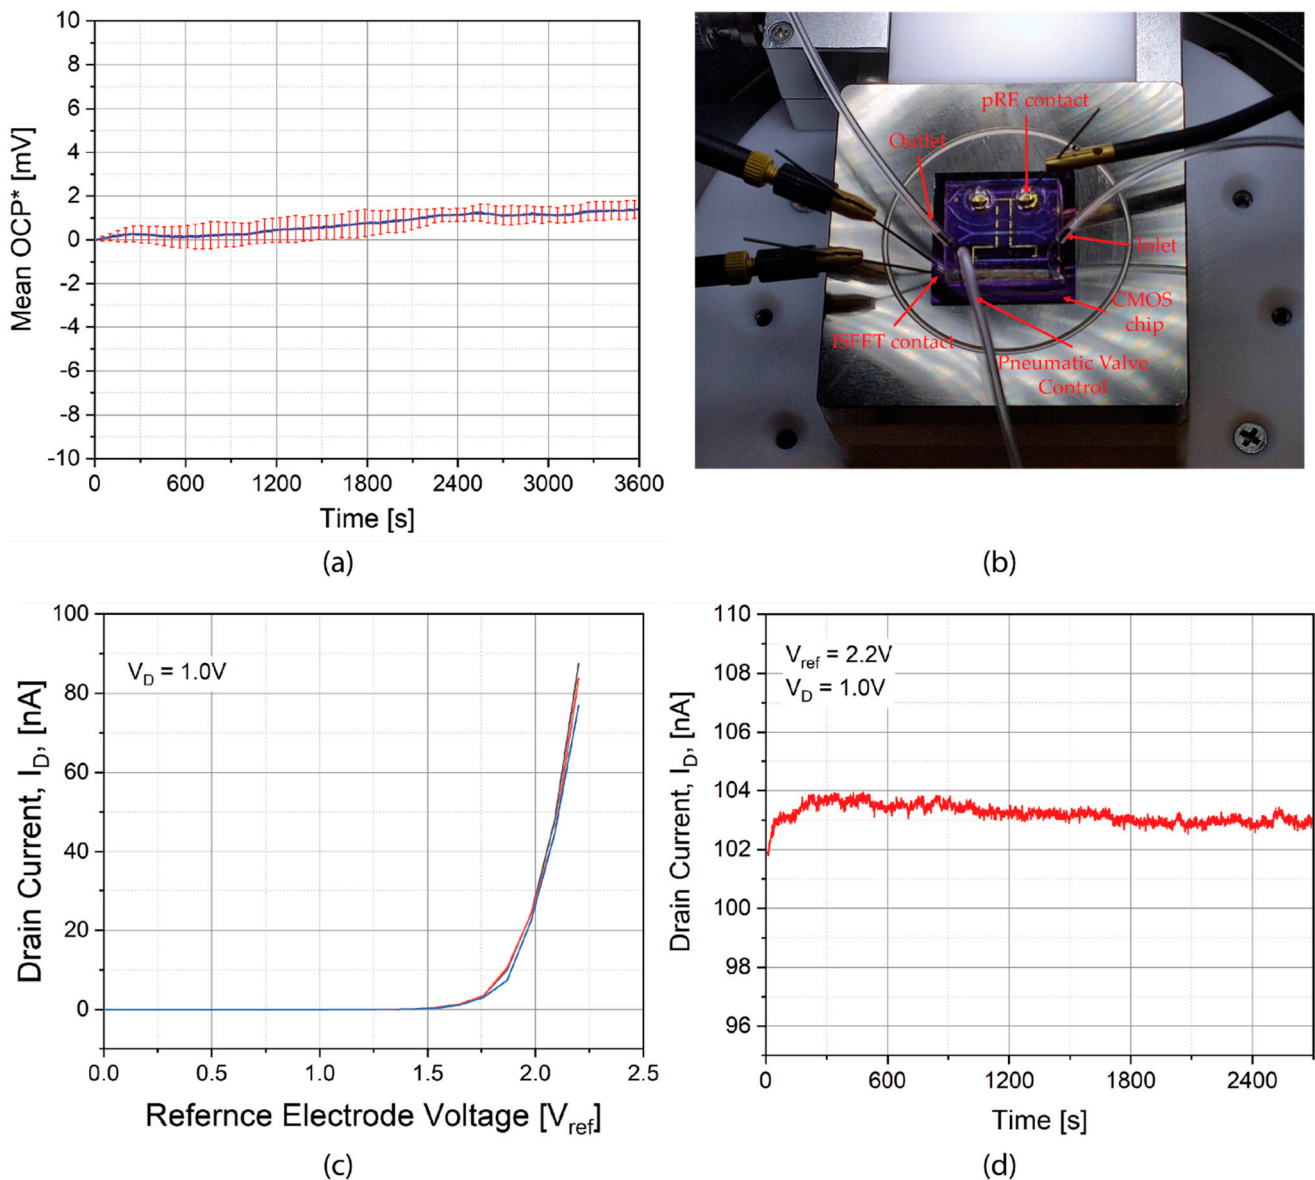 10
8
6
4
2
0
-2
-4
-6
-8
-10
Mean OCP* [mV]
0 600 1200 1800 2400 3000 3600
Time [s]
(a)
pRE contact
Outlet
Inlet
CMOS
chip
ISFET contact
Pneumatic Valve
Control
(b)
100
80
60
40
20
0
V_D = 1.0V
Drain Current, I_D, [nA]
0.0 0.5 1.0 1.5 2.0 2.5
Refernce Electrode Voltage [V_ref]
(c)
110
108
106
104
102
100
98
96
V_ref = 2.2V
V_D = 1.0V
Drain Current, I_D, [nA]
0 600 1200 1800 2400
Time [s]
(d)